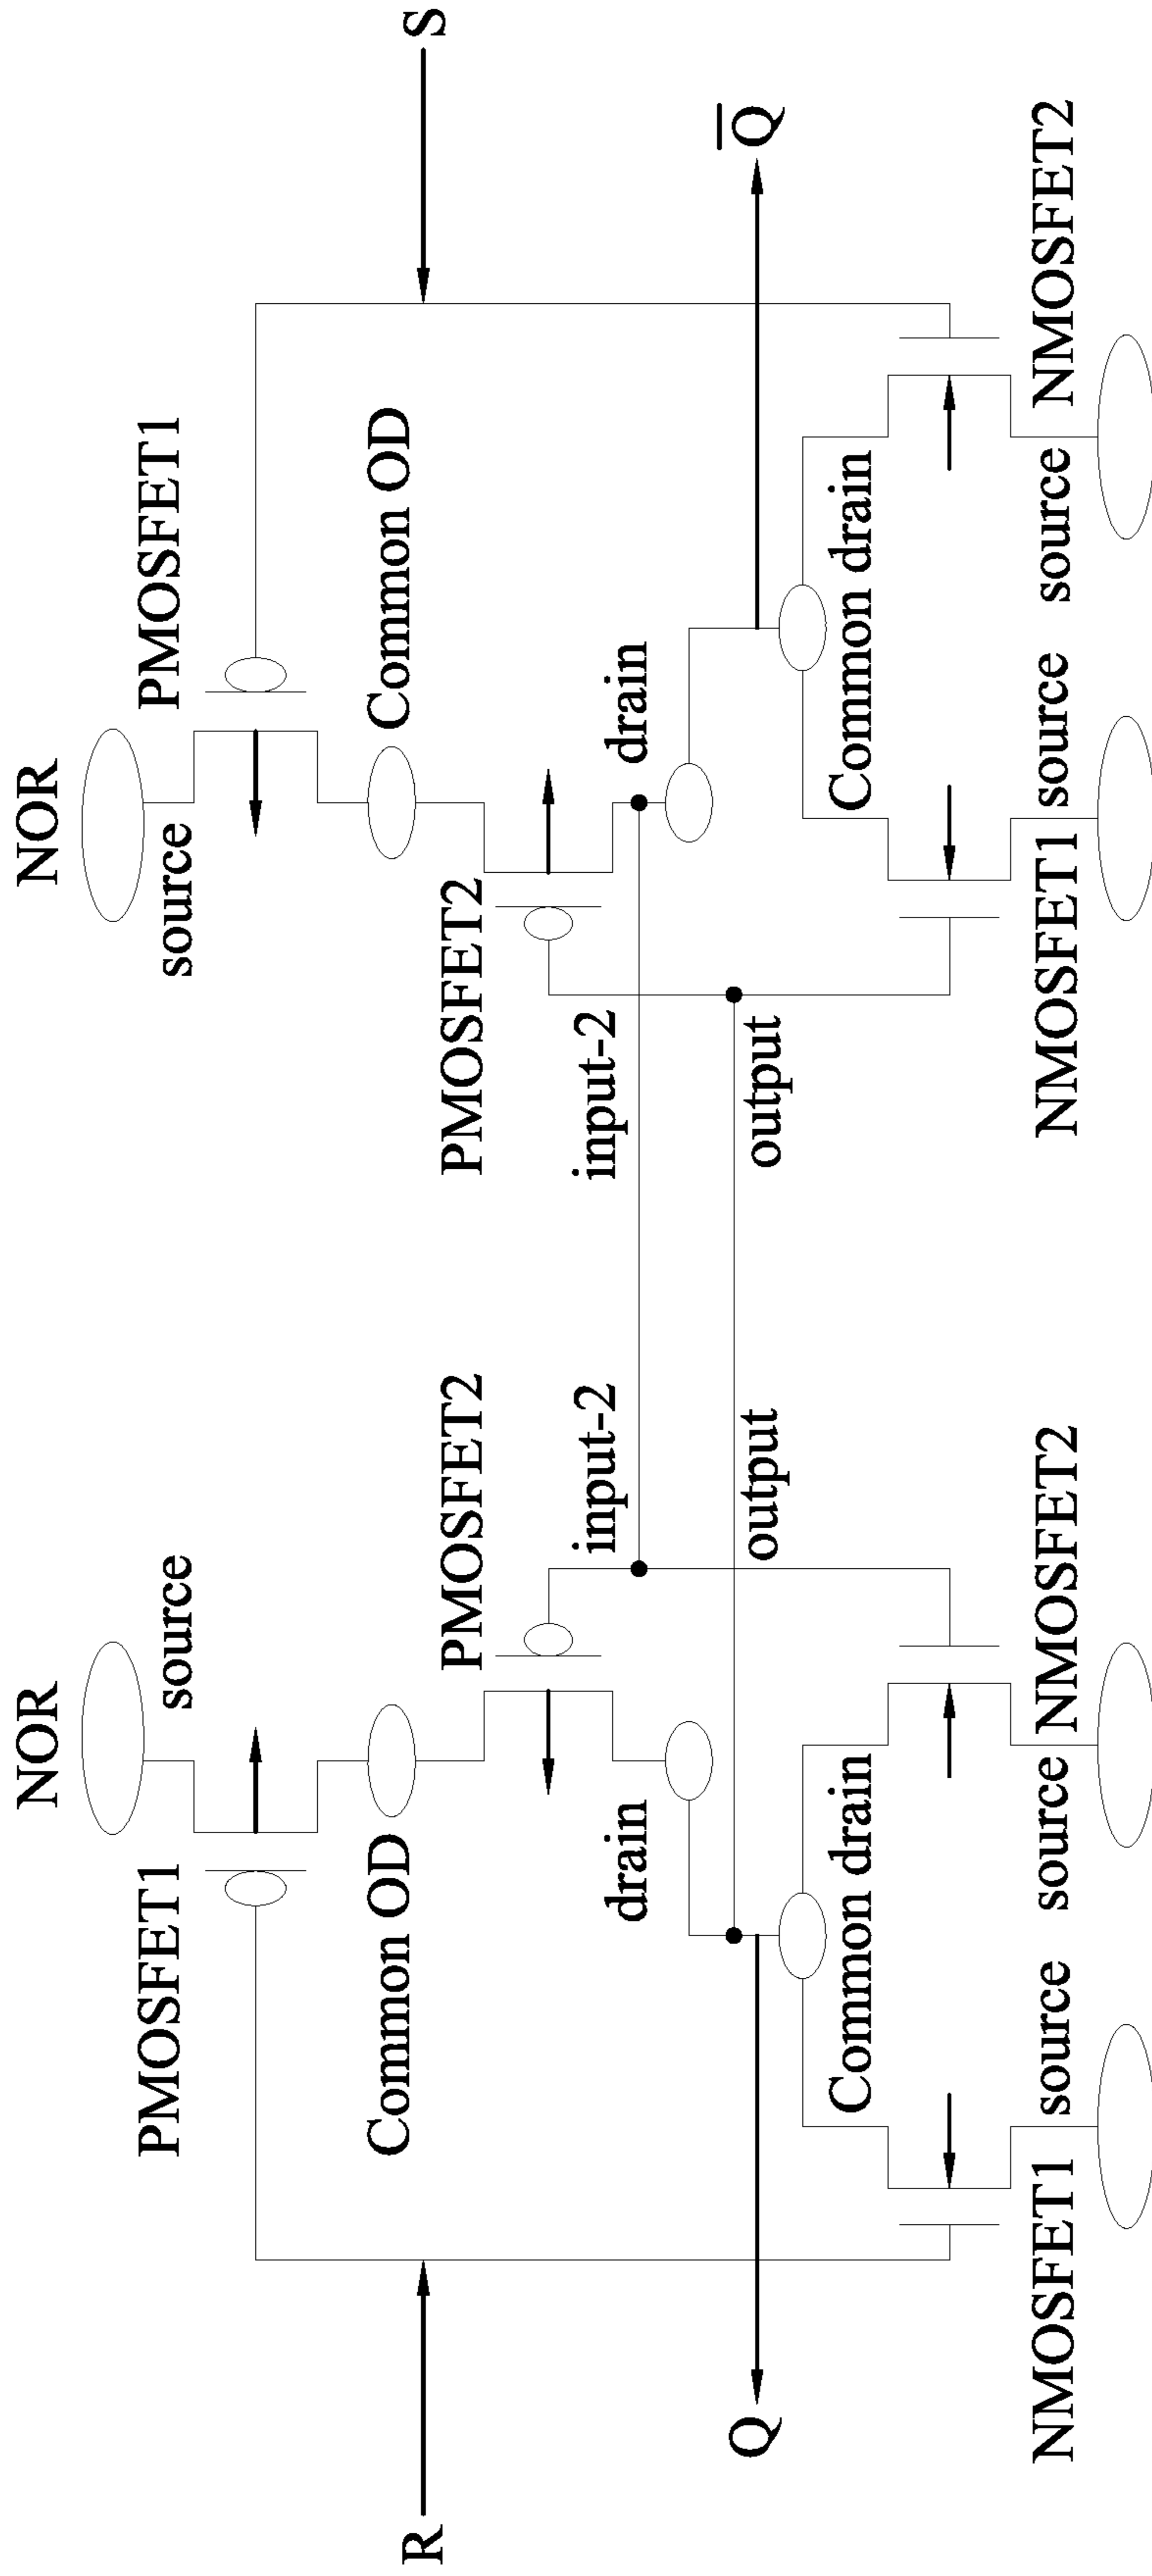 NOR
NOR
PMOSFET1
source
source
PMOSFET1
Common OD
Common OD
R
S
PMOSFET2
PMOSFET2
input-2
input-2
drain
drain
Q
output
output
Q̅
Common drain
Common drain
NMOSFET1
source
source
NMOSFET2
NMOSFET1
source
source
NMOSFET2